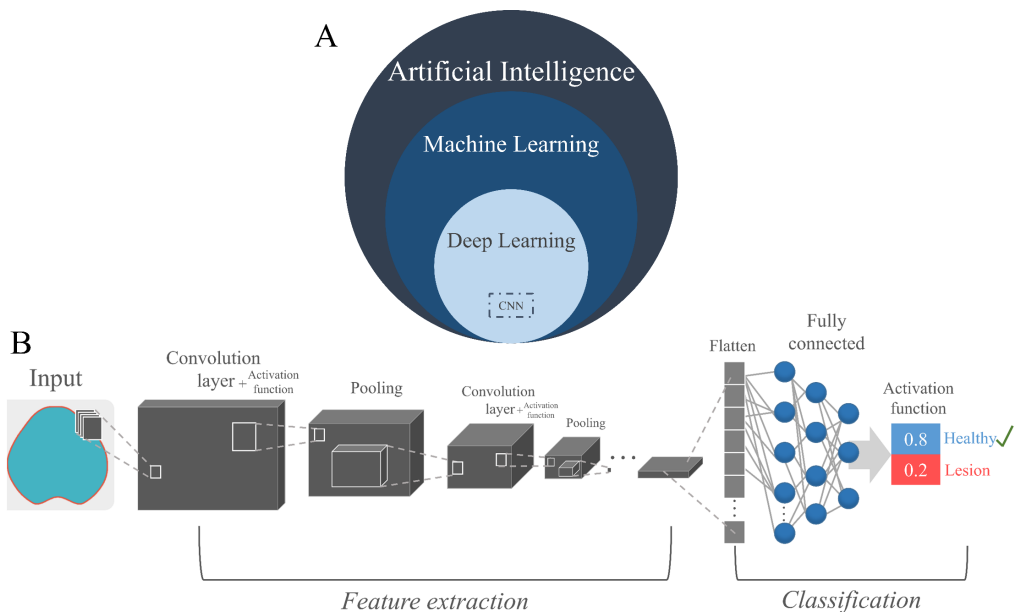 A
Artificial Intelligence
Machine Learning
Deep Learning
CNN
B
Input
Convolution
layer + Activation
function
Pooling
Convolution
layer + Activation
function
Pooling
...
Flatten
Fully
connected
Activation
function
0.8 Healthy ✓
0.2 Lesion
Feature extraction
Classification